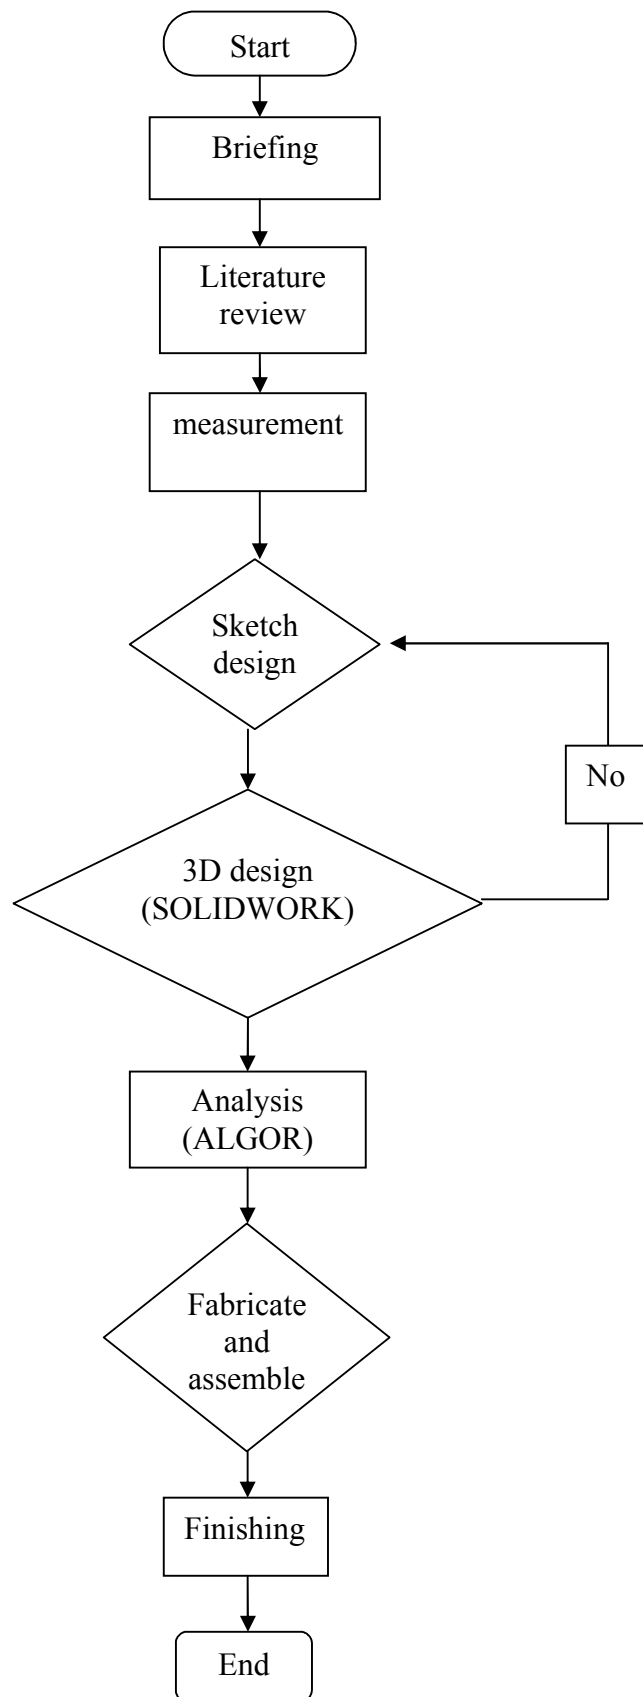 Start
Briefing
Literature
review
measurement
Sketch
design
No
3D design
(SOLIDWORK)
Analysis
(ALGOR)
Fabricate
and
assemble
Finishing
End